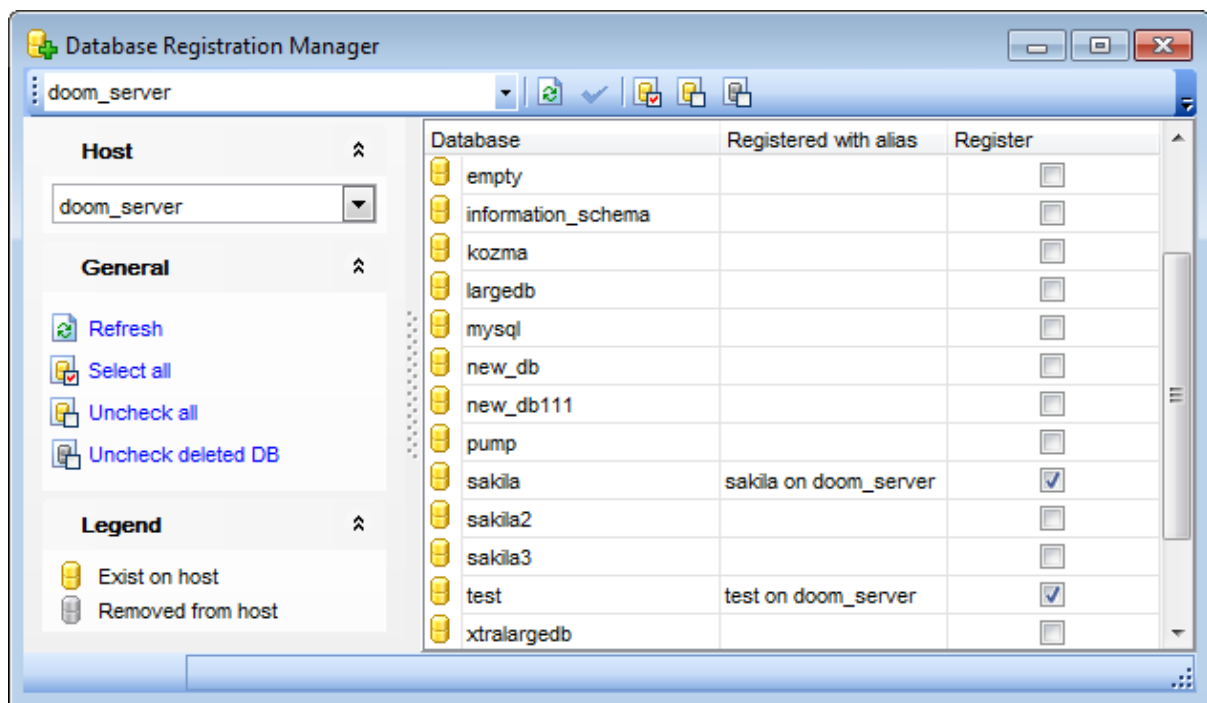 Database Registration Manager
doom_server
Host
doom_server
General
Refresh
Select all
Uncheck all
Uncheck deleted DB
Legend
Exist on host
Removed from host
Database Registered with alias Register
empty
information_schema
kozma
largedb
mysql
new_db
new_db111
pump
sakila sakila on doom_server
sakila2
sakila3
test test on doom_server
xtralargedb